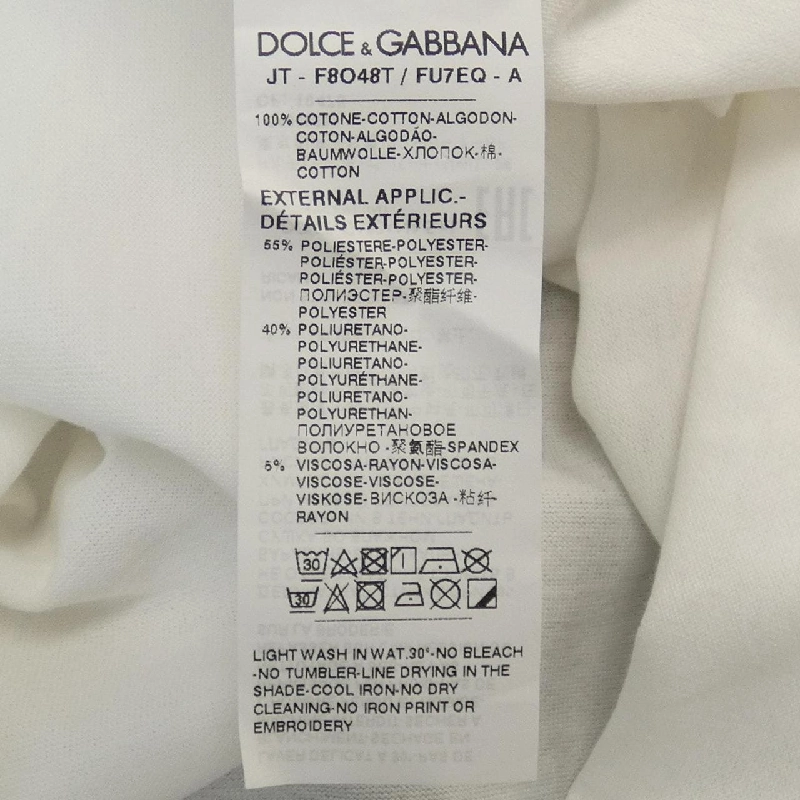 DOLCE & GABBANA
JT - F8O48T / FU7EQ - A
100% COTONE-COTTON-ALGODON-
COTON-ALGODÃO-
BAUMWOLLE-ХЛОПОК-棉-
COTTON
EXTERNAL APPLIC.-
DÉTAILS EXTÉRIEURS
55% POLIESTERE-POLYESTER-
POLIÉSTER-POLYESTER-
POLIÉSTER-POLYESTER-
ПОЛИЭСТЕР-聚酯纤维-
POLYESTER
40% POLIURETANO-
POLYURETHANE-
POLIURETANO-
POLYURÉTHANE-
POLIURETANO-
POLYURETHAN-
ПОЛИУРЕТАНОВОЕ
ВОЛОКНО-聚氨酯-SPANDEX
5% VISCOSA-RAYON-VISCOSA-
VISCOSE-VISCOSE-
VISKOSE-ВИСКОЗА-粘纤-
RAYON
30
30
LIGHT WASH IN WAT.30°-NO BLEACH
-NO TUMBLER-LINE DRYING IN THE
SHADE-COOL IRON-NO DRY
CLEANING-NO IRON PRINT OR
EMBROIDERY